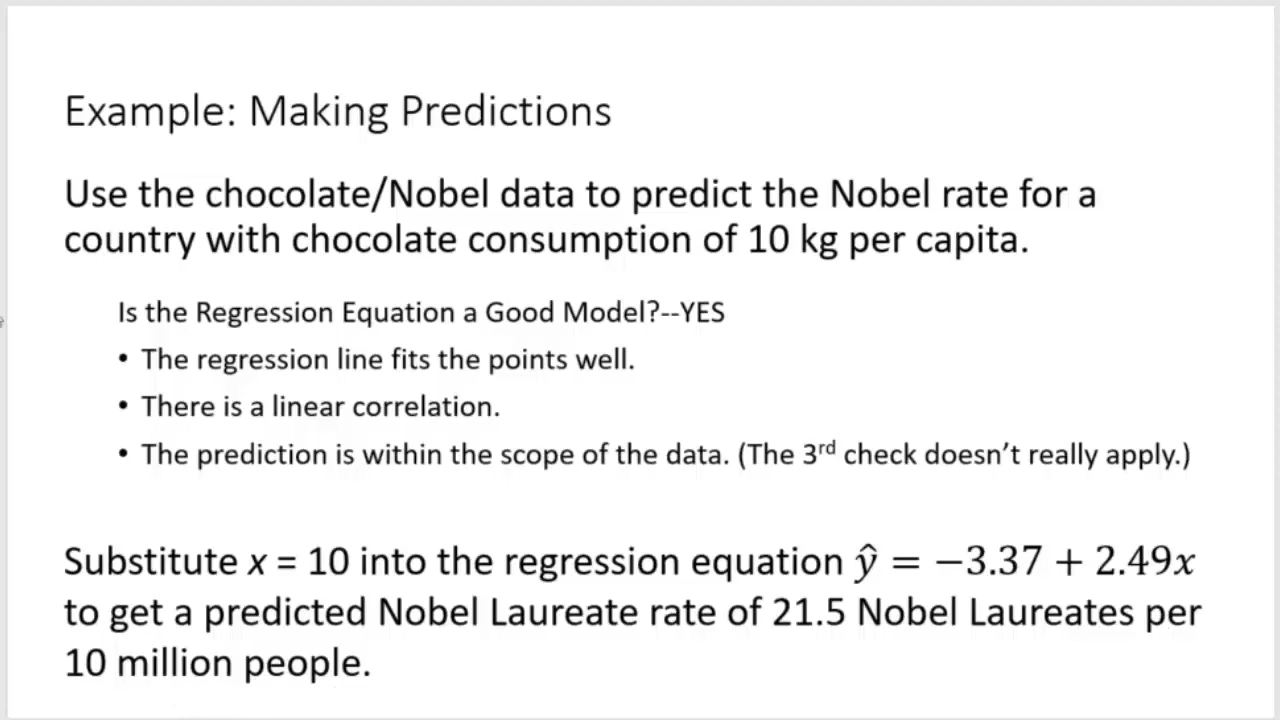 Example: Making Predictions
Use the chocolate/Nobel data to predict the Nobel rate for a
country with chocolate consumption of 10 kg per capita.
Is the Regression Equation a Good Model?--YES
• The regression line fits the points well.
• There is a linear correlation.
• The prediction is within the scope of the data. (The 3rd check doesn't really apply.)
Substitute x = 10 into the regression equation ŷ = −3.37 + 2.49x
to get a predicted Nobel Laureate rate of 21.5 Nobel Laureates per
10 million people.